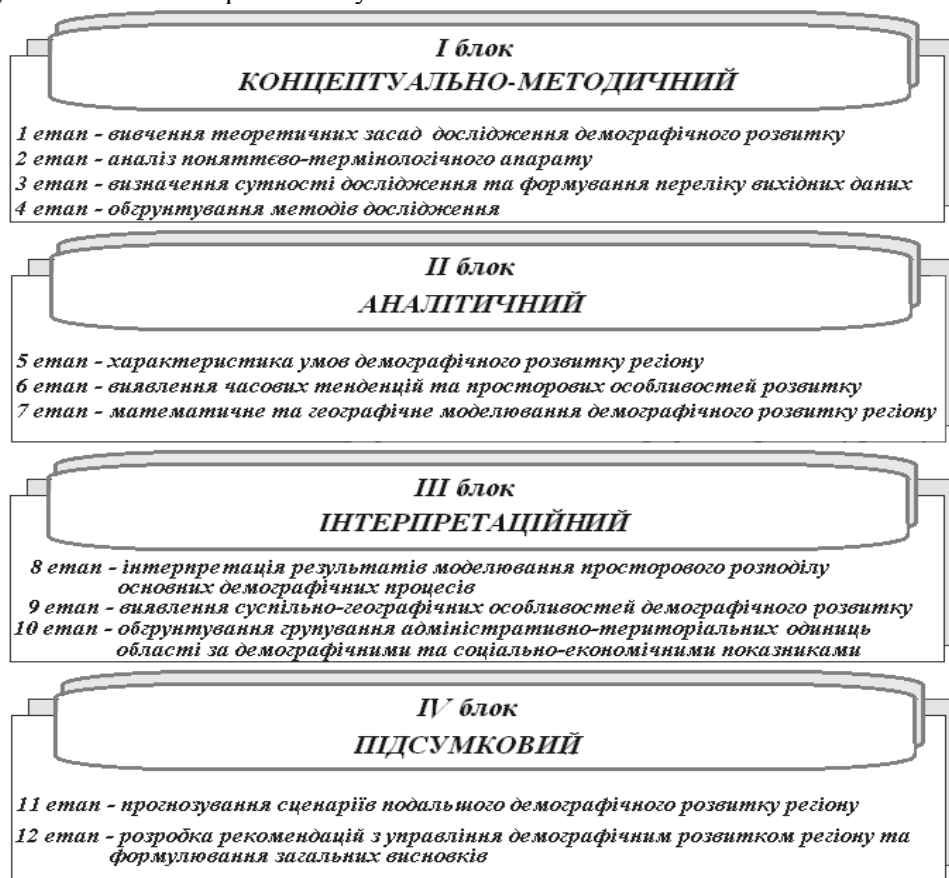 I блок
КОНЦЕПТУАЛЬНО-МЕТОДИЧНИЙ
1 етап - вивчення теоретичних засад дослідження демографічного розвитку
2 етап - аналіз поняттєво-термінологічного апарату
3 етап - визначення сутності дослідження та формування переліку вихідних даних
4 етап - обґрунтування методів дослідження
II блок
АНАЛІТИЧНИЙ
5 етап - характеристика умов демографічного розвитку регіону
6 етап - виявлення часових тенденцій та просторових особливостей розвитку
7 етап - математичне та географічне моделювання демографічного розвитку регіону
III блок
ІНТЕРПРЕТАЦІЙНИЙ
8 етап - інтерпретація результатів моделювання просторового розподілу
основних демографічних процесів
9 етап - виявлення суспільно-географічних особливостей демографічного розвитку
10 етап - обґрунтування групування адміністративно-територіальних одиниць
області за демографічними та соціально-економічними показниками
IV блок
ПІДСУМКОВИЙ
11 етап - прогнозування сценаріїв подальшого демографічного розвитку регіону
12 етап - розробка рекомендацій з управління демографічним розвитком регіону та
формулювання загальних висновків